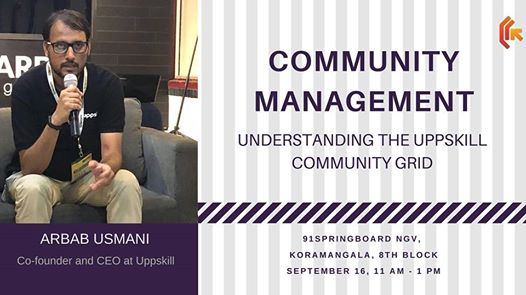 COMMUNITY
MANAGEMENT
UNDERSTANDING THE UPPSKILL
COMMUNITY GRID
ARBAB USMANI
Co-founder and CEO at Uppskill
91SPRINGBOARD NGV,
KORAMANGALA, 8TH BLOCK
SEPTEMBER 16, 11 AM - 1 PM